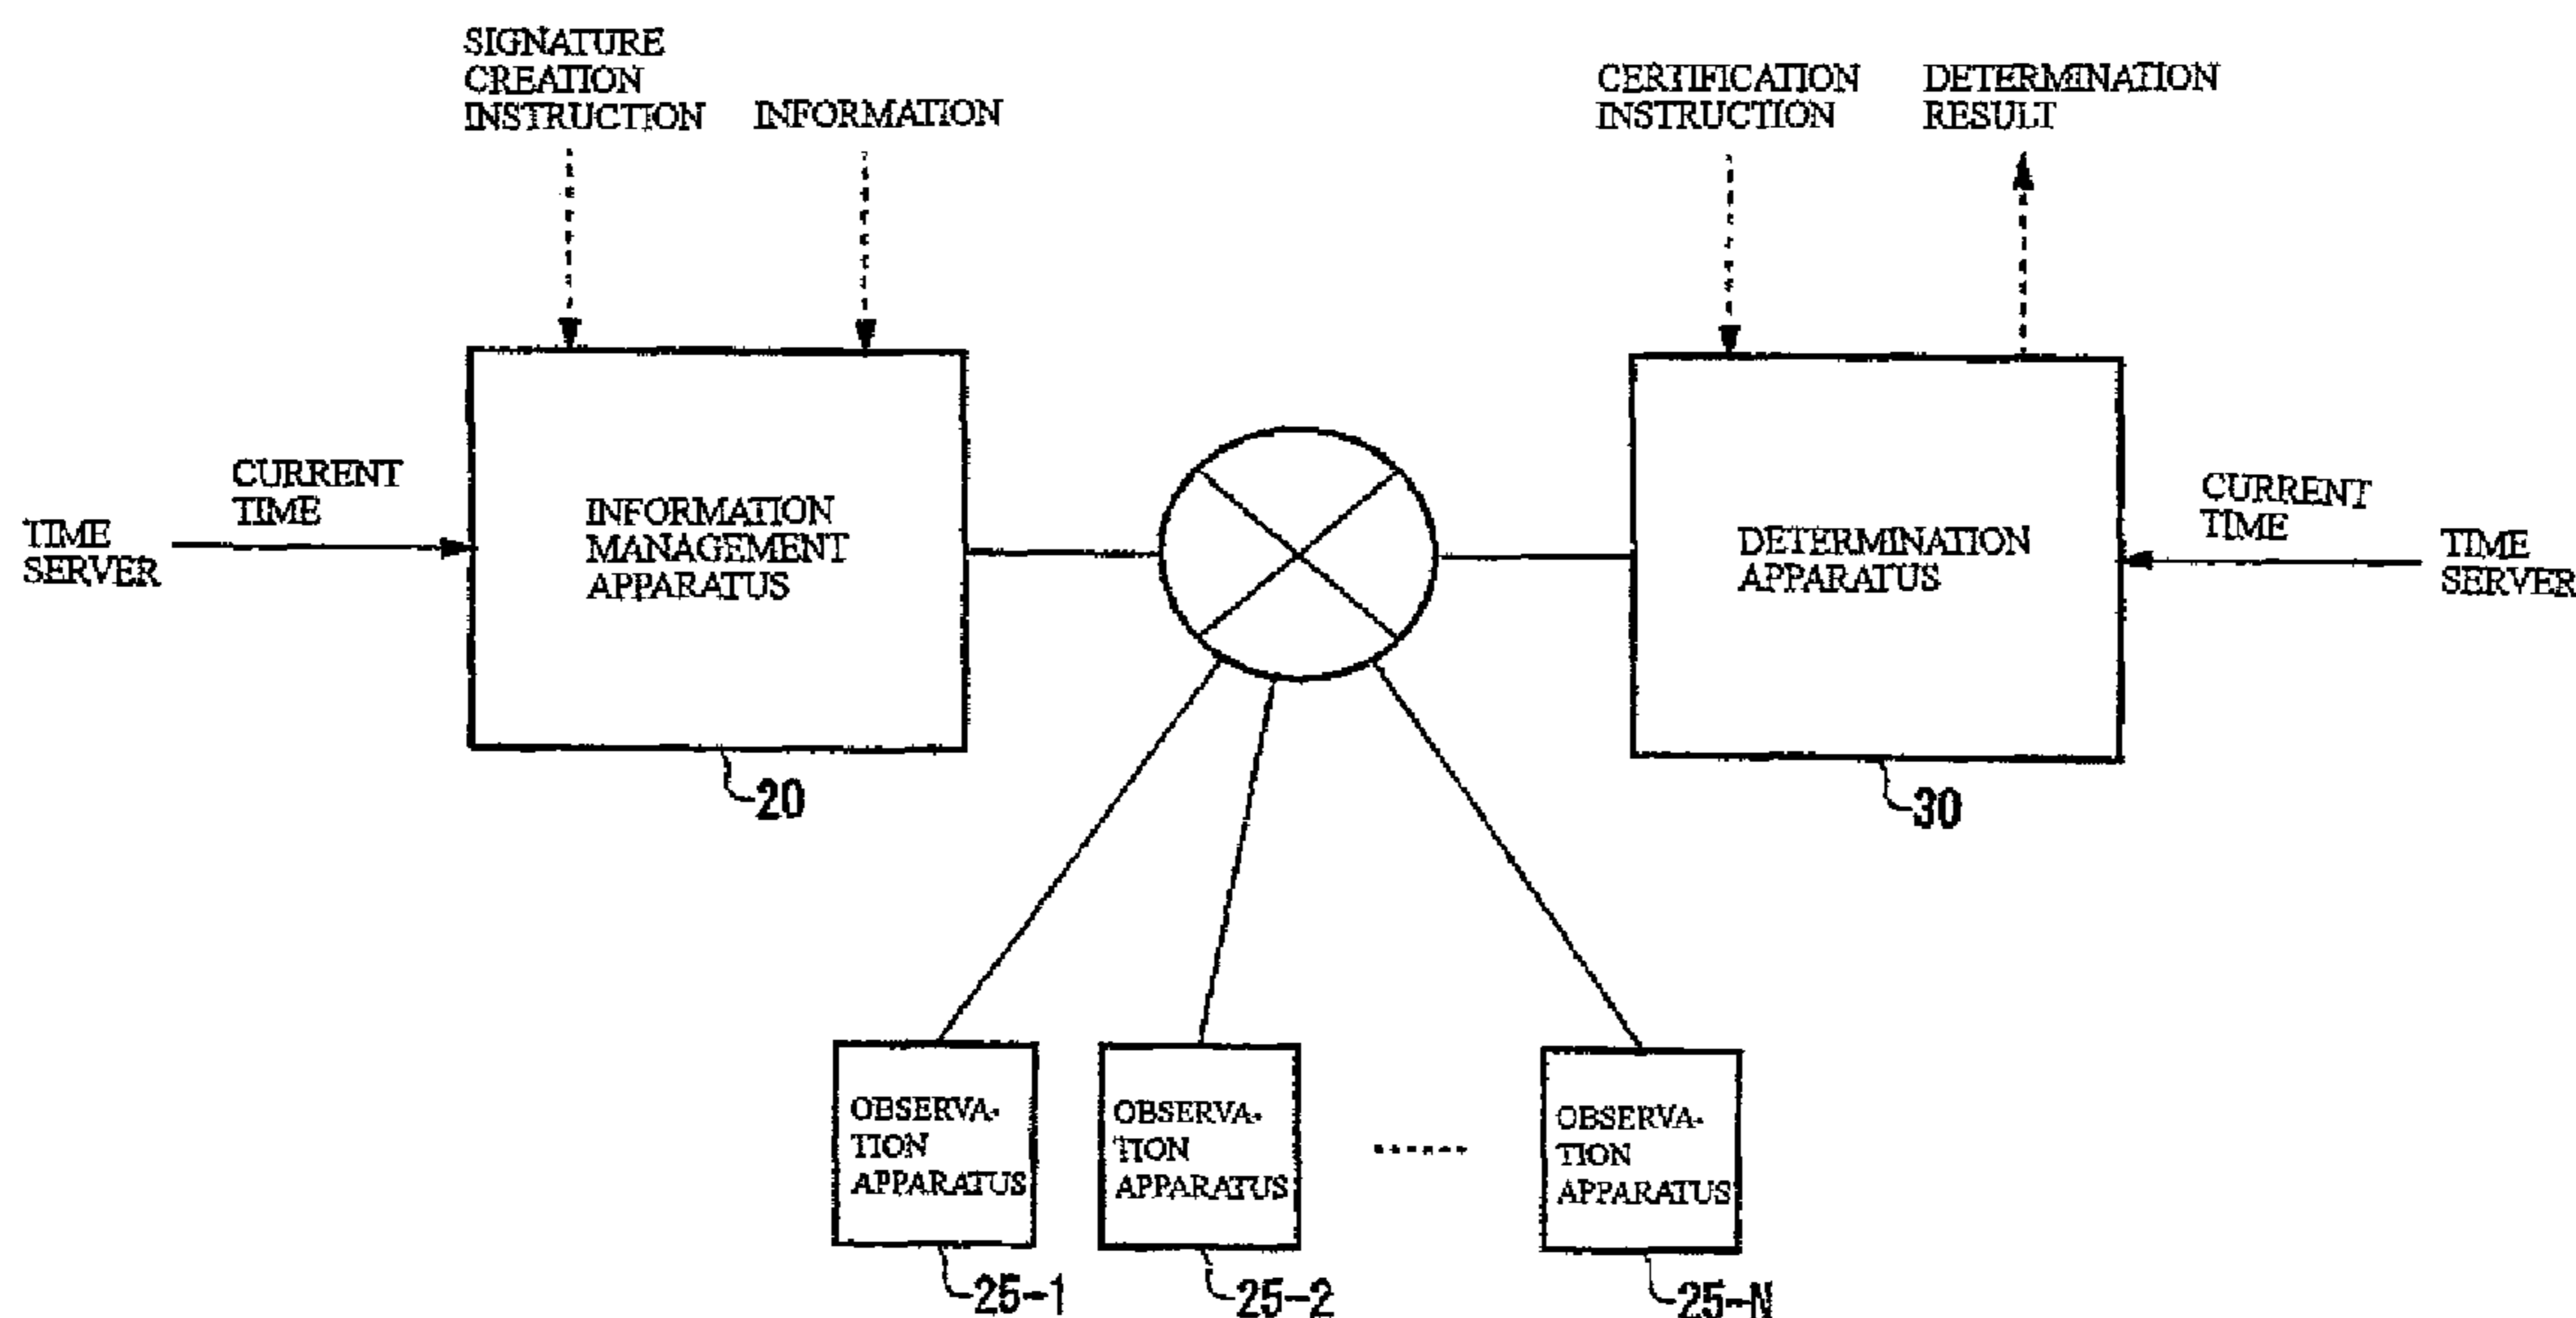 SIGNATURE
CREATION
INSTRUCTION
INFORMATION
CERTIFICATION
INSTRUCTION
DETERMINATION
RESULT
TIME
SERVER
CURRENT
TIME
INFORMATION
MANAGEMENT
APPARATUS
DETERMINATION
APPARATUS
CURRENT
TIME
TIME
SERVER
20
30
OBSERVA-
TION
APPARATUS
OBSERVA-
TION
APPARATUS
OBSERVA-
TION
APPARATUS
25-1
25-2
25-N